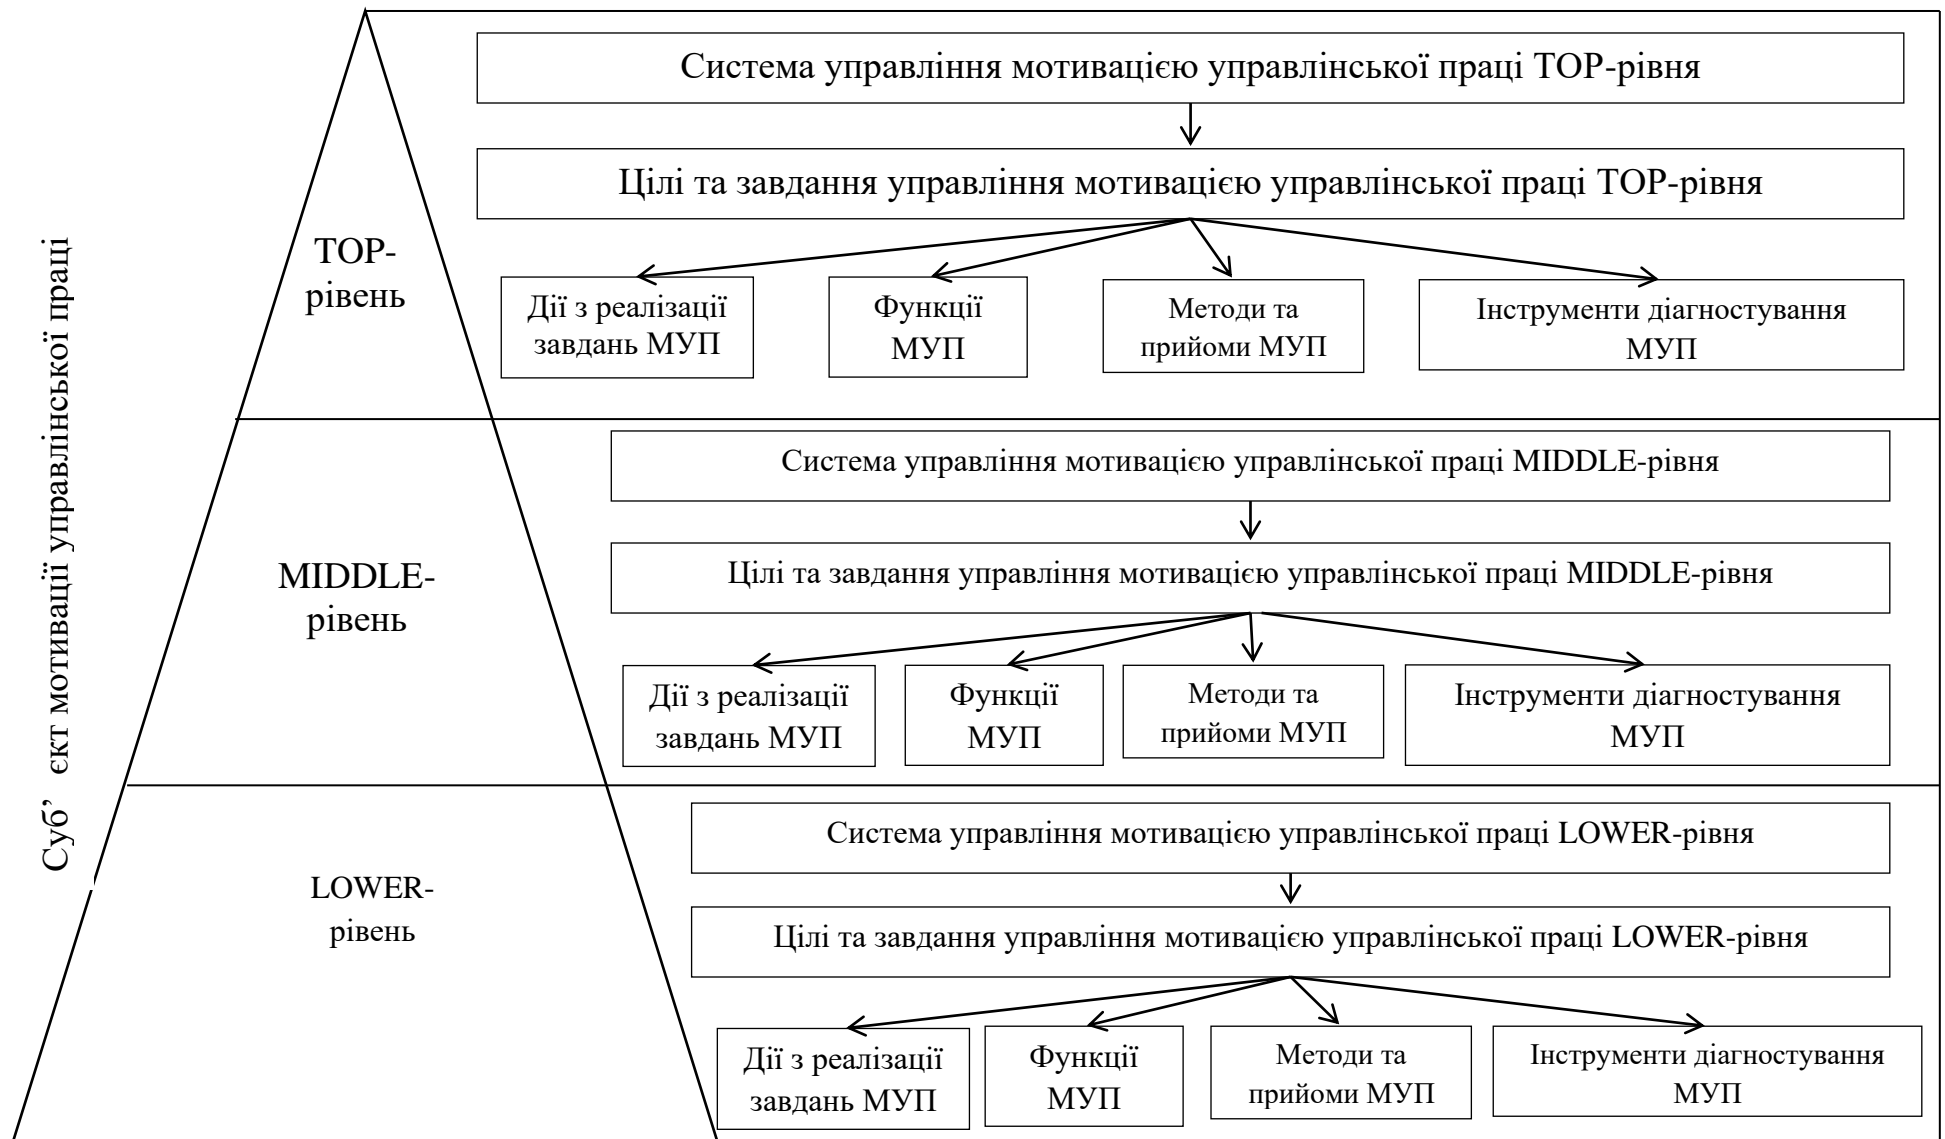 Суб’ єкт мотивації управлінської праці
TOP-
рівень
Система управління мотивацією управлінської праці TOP-рівня
Цілі та завдання управління мотивацією управлінської праці TOP-рівня
Дії з реалізації
завдань МУП
Функції
МУП
Методи та
прийоми МУП
Інструменти діагностування
МУП
MIDDLE-
рівень
Система управління мотивацією управлінської праці MIDDLE-рівня
Цілі та завдання управління мотивацією управлінської праці MIDDLE-рівня
Дії з реалізації
завдань МУП
Функції
МУП
Методи та
прийоми МУП
Інструменти діагностування
МУП
LOWER-
рівень
Система управління мотивацією управлінської праці LOWER-рівня
Цілі та завдання управління мотивацією управлінської праці LOWER-рівня
Дії з реалізації
завдань МУП
Функції
МУП
Методи та
прийоми МУП
Інструменти діагностування
МУП